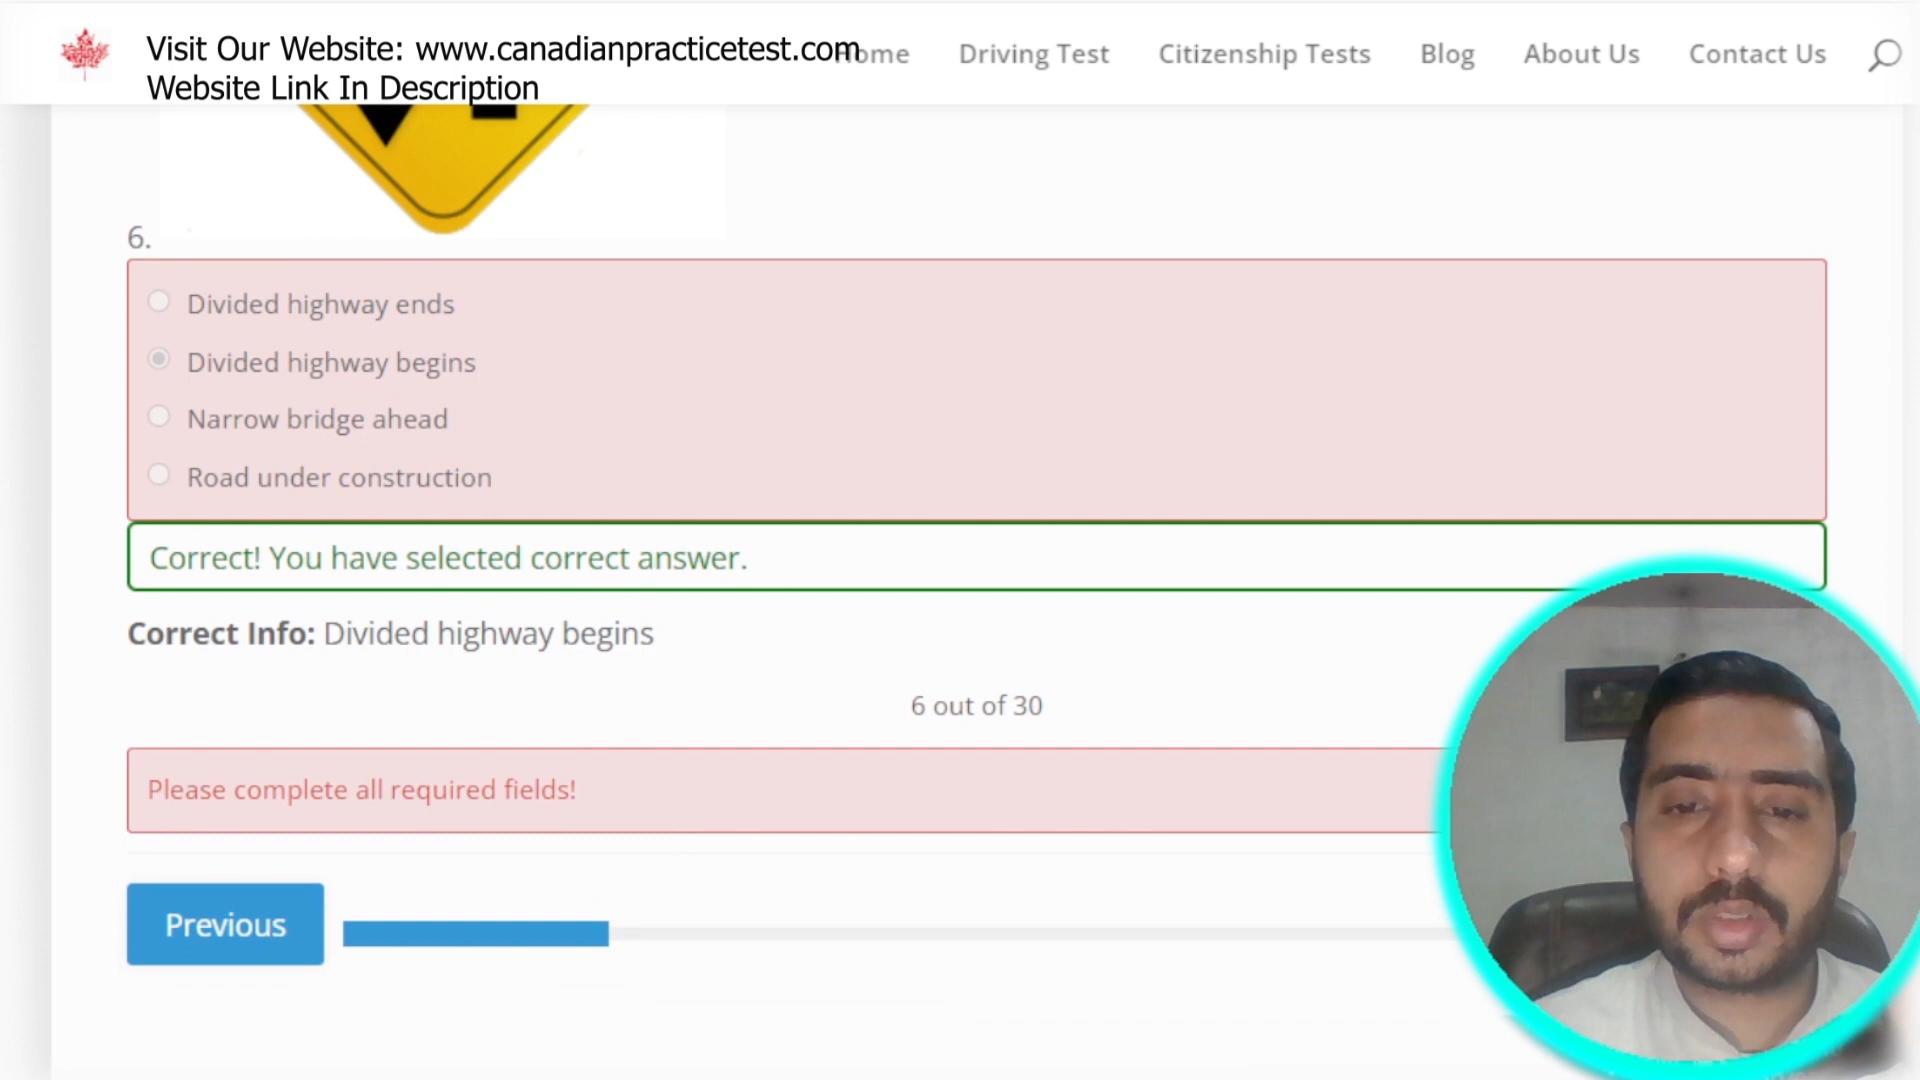 Visit Our Website: www.canadianpracticetest.com
Website Link In Description
Home Driving Test Citizenship Tests Blog About Us Contact Us
6.
Divided highway ends
Divided highway begins
Narrow bridge ahead
Road under construction
Correct! You have selected correct answer.
Correct Info: Divided highway begins
6 out of 30
Please complete all required fields!
Previous